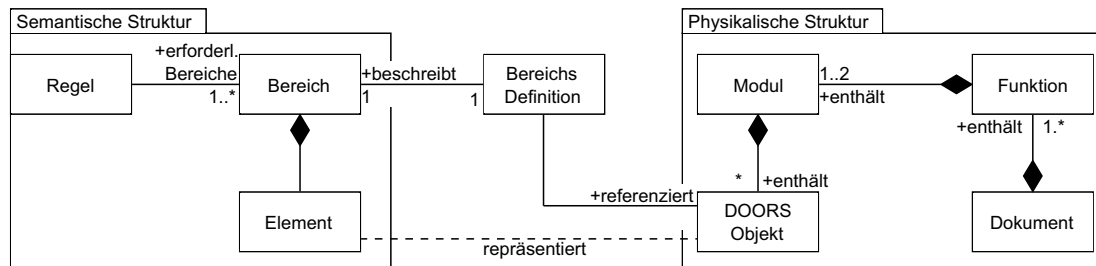 Semantische Struktur
Physikalische Struktur
+erforderl.
Bereiche
1..*
Regel
Bereich
+beschreibt
1
1
Bereichs
Definition
Modul
1..2
+enthält
Funktion
+enthält
1.*
*
+enthält
+referenziert
Element
DOORS
Objekt
Dokument
repräsentiert